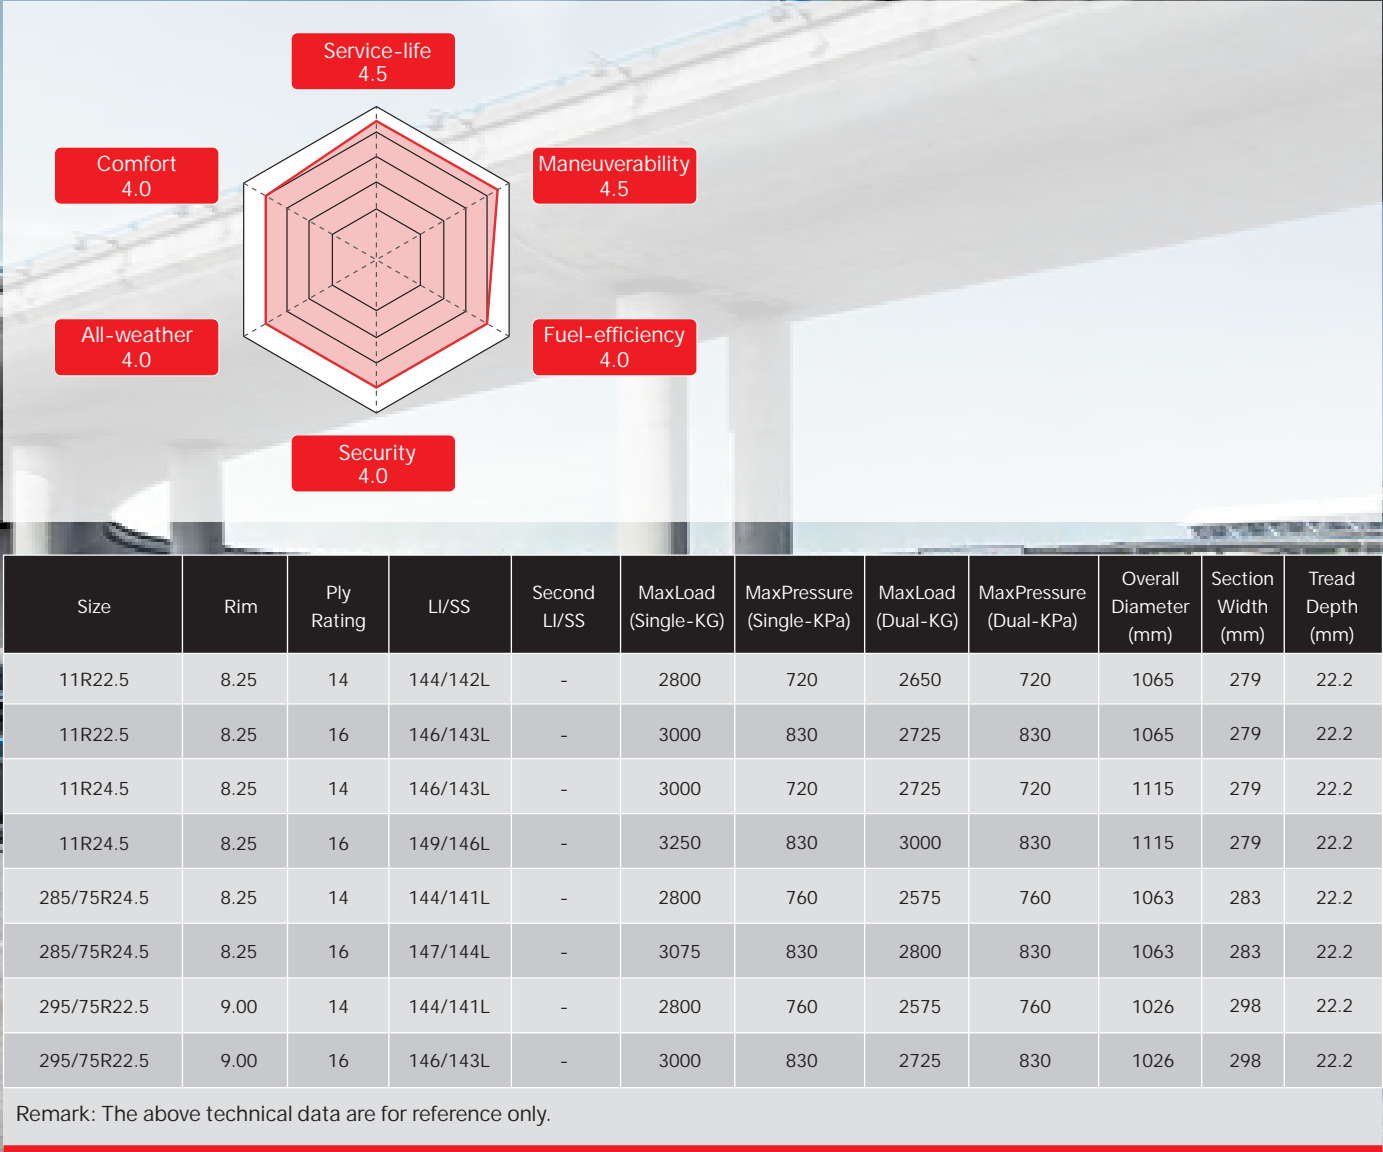 Service-life
4.5
Comfort
4.0
Maneuverability
4.5
All-weather
4.0
Fuel-efficiency
4.0
Security
4.0
Size Rim Ply Rating LI/SS Second LI/SS MaxLoad (Single-KG) MaxPressure (Single-KPa) MaxLoad (Dual-KG) MaxPressure (Dual-KPa) Overall Diameter (mm) Section Width (mm) Tread Depth (mm)
11R22.5 8.25 14 144/142L - 2800 720 2650 720 1065 279 22.2
11R22.5 8.25 16 146/143L - 3000 830 2725 830 1065 279 22.2
11R24.5 8.25 14 146/143L - 3000 720 2725 720 1115 279 22.2
11R24.5 8.25 16 149/146L - 3250 830 3000 830 1115 279 22.2
285/75R24.5 8.25 14 144/141L - 2800 760 2575 760 1063 283 22.2
285/75R24.5 8.25 16 147/144L - 3075 830 2800 830 1063 283 22.2
295/75R22.5 9.00 14 144/141L - 2800 760 2575 760 1026 298 22.2
295/75R22.5 9.00 16 146/143L - 3000 830 2725 830 1026 298 22.2
Remark: The above technical data are for reference only.